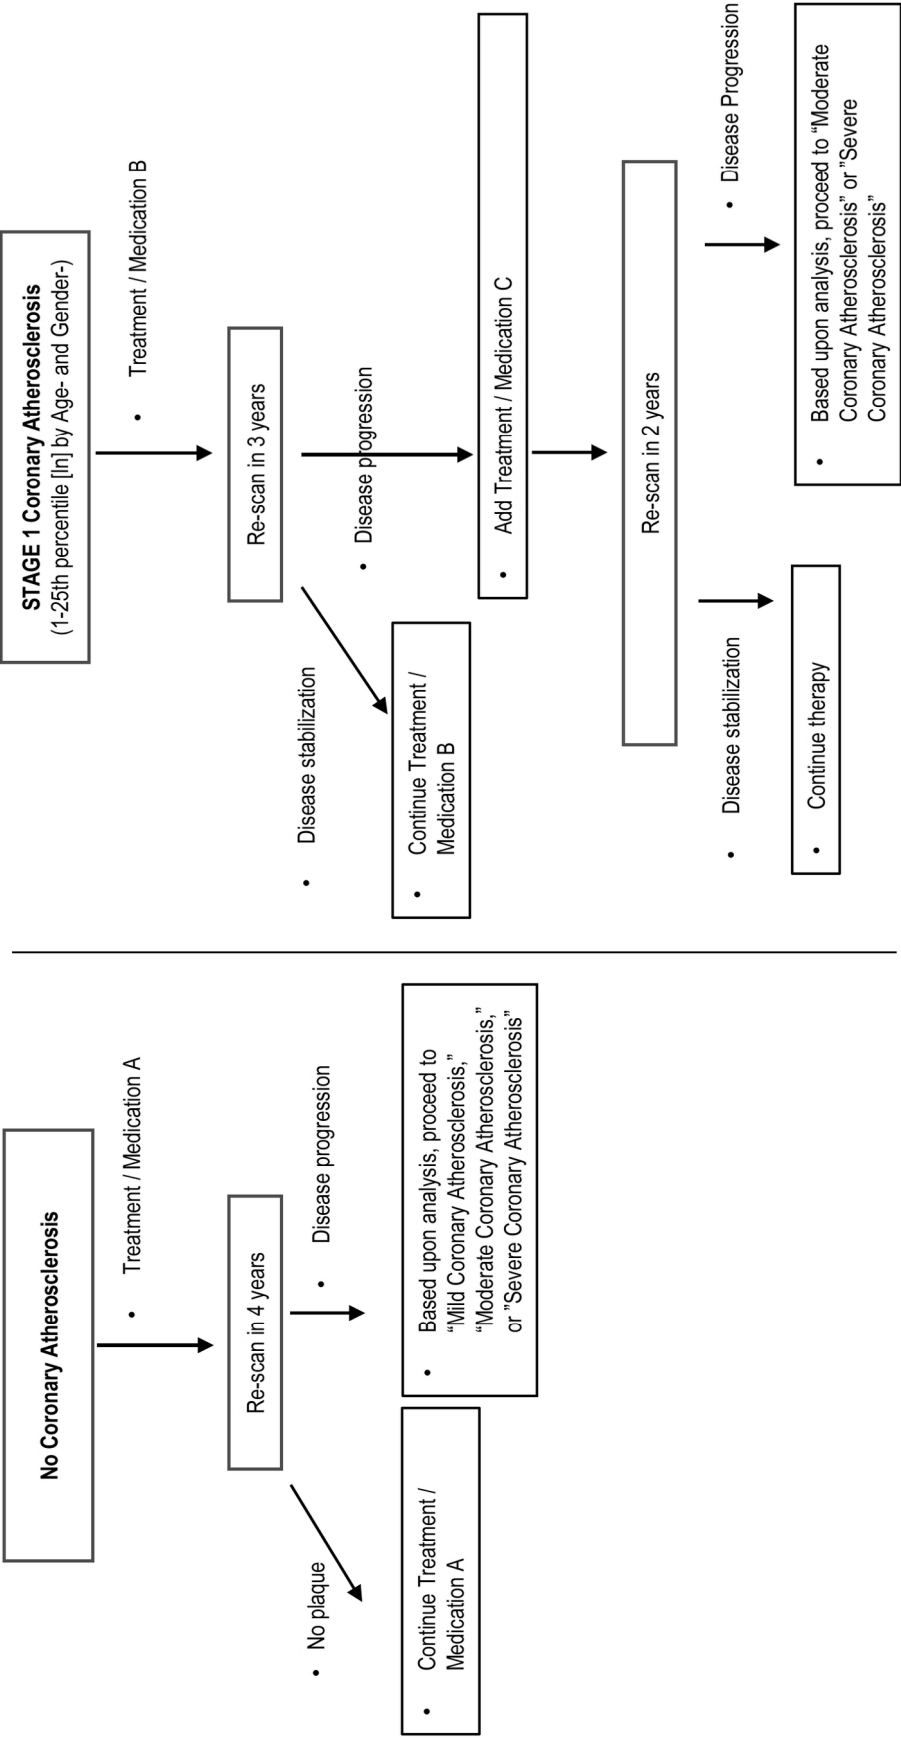 No Coronary Atherosclerosis
• Treatment / Medication A
Re-scan in 4 years
• No plaque
• Disease progression
• Continue Treatment /
Medication A
• Based upon analysis, proceed to
“Mild Coronary Atherosclerosis,”
“Moderate Coronary Atherosclerosis,”
or ”Severe Coronary Atherosclerosis”
STAGE 1 Coronary Atherosclerosis
(1-25th percentile [ln] by Age- and Gender-)
• Treatment / Medication B
Re-scan in 3 years
• Disease stabilization
• Disease progression
• Continue Treatment /
Medication B
• Add Treatment / Medication C
Re-scan in 2 years
• Disease stabilization
• Disease Progression
• Continue therapy
• Based upon analysis, proceed to “Moderate
Coronary Atherosclerosis” or ”Severe
Coronary Atherosclerosis”